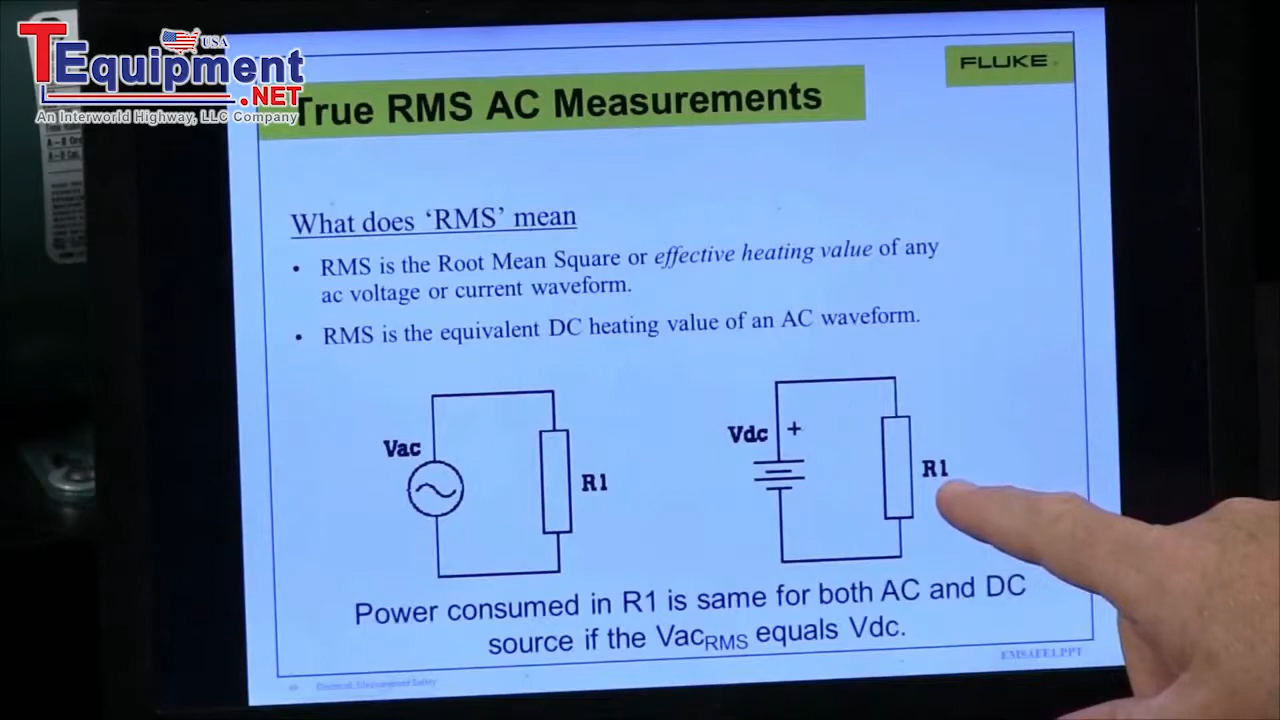 TEquipment USA
.NET
An Interworld Highway, LLC Company
FLUKE
True RMS AC Measurements
What does ‘RMS’ mean
• RMS is the Root Mean Square or effective heating value of any
ac voltage or current waveform.
• RMS is the equivalent DC heating value of an AC waveform.
Vac
R1
Vdc
+
R1
Power consumed in R1 is same for both AC and DC
source if the VacRMS equals Vdc.
Electrical Measurement Safety